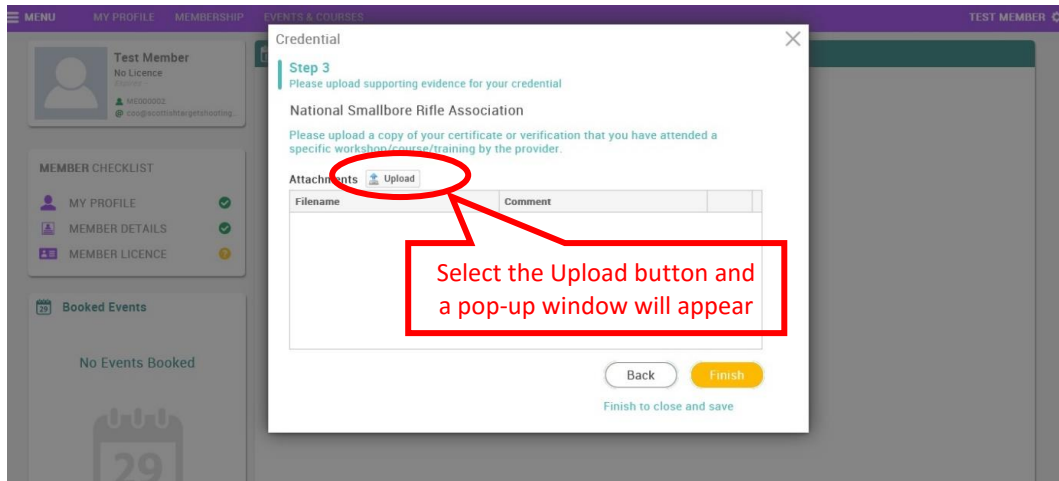 MENU MY PROFILE MEMBERSHIP EVENTS & COURSES TEST MEMBER
Test Member
No Licence
ME000002
Credential
Step 3
Please upload supporting evidence for your credential
National Smallbore Rifle Association
Please upload a copy of your certificate or verification that you have attended a
specific workshop/course/training by the provider.
Attachments Upload
Filename Comment
Select the Upload button and
a pop-up window will appear
Back Finish
Finish to close and save
MEMBER CHECKLIST
MY PROFILE
MEMBER DETAILS
MEMBER LICENCE
29 Booked Events
No Events Booked
29